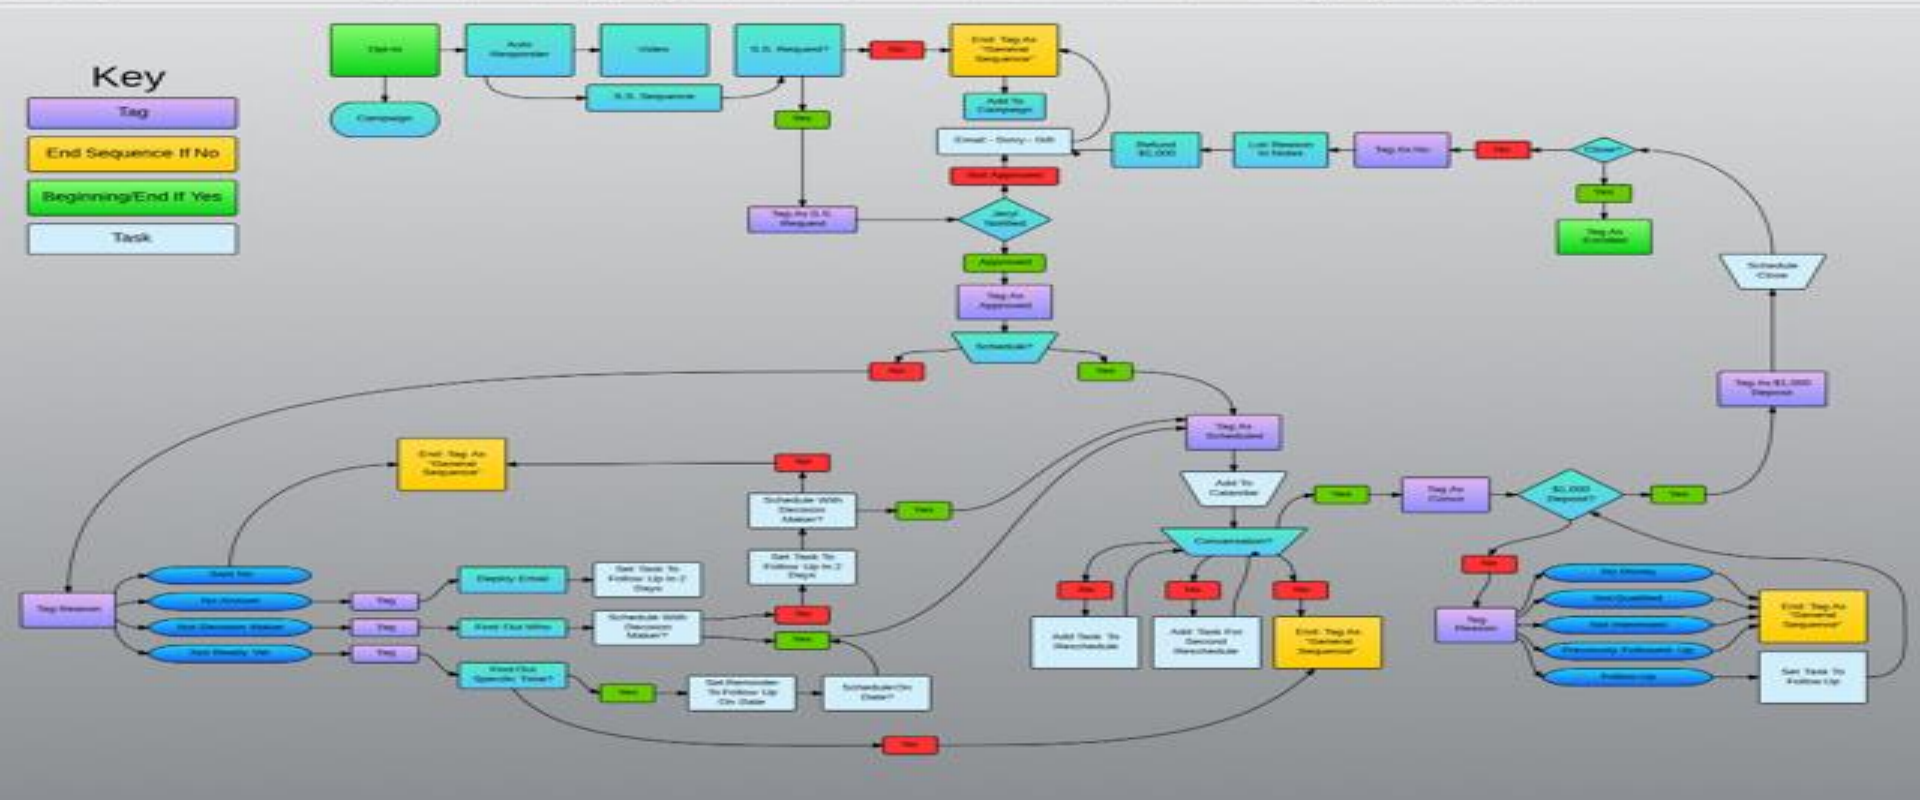 Key
Tag
End Sequence If No
Beginning/End If Yes
Task
Opt-In
Campaign
Auto
Responder
Video
S.S. Sequence
S.S. Request?
No
Yes
End: Tag As
"General
Sequence"
Add To
Campaign
Email - Sorry - Gift
Not Approved
Notified
Tag As S.S.
Request
Approved
Tag As
Approved
Schedule?
No
Yes
Refund
$1,000
List Reason
In Notes
Tag As No
No
Close?
Yes
Tag As
Enrolled
Schedule
Close
Tag As $1,000
Deposit
Tag As
Scheduled
Add To
Calendar
Conversation?
Yes
Tag As
$1,000
Deposit?
Yes
No
No
No
No
Add Task To
Reschedule
Add Task For
Second
Reschedule
End: Tag As
"General
Sequence"
Tag
Reason
No Money
Not Qualified
Previously Followed Up
Follow Up
End: Tag As
"General
Sequence"
Set Task To
Follow Up
End: Tag As
"General
Sequence"
No
Schedule With
Decision
Maker?
Yes
Set Task To
Follow Up In 2
Days
Tag Reason
Said No
No Answer
Not Decision Maker
Not Ready Yet
Tag
Tag
Tag
Deploy Email
Set Task To
Follow Up In 2
Days
Find Out Who
Schedule With
Decision
Maker?
No
Yes
Find Out
Specific Time?
Yes
Set Reminder
To Follow Up
On Date
Schedule On
Date?
No